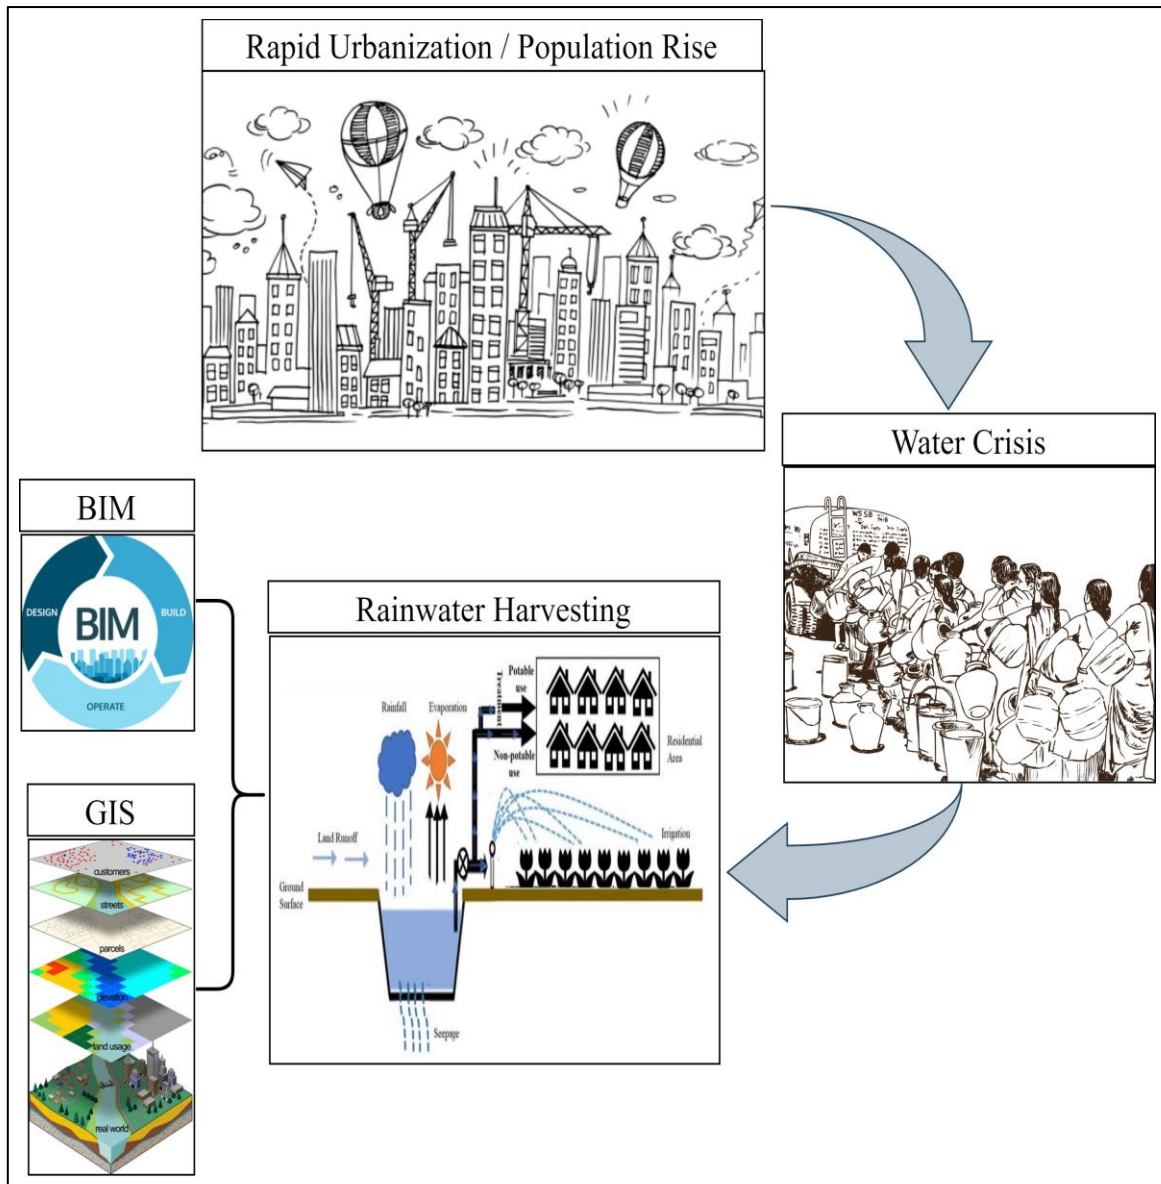 Rapid Urbanization / Population Rise
Water Crisis
WSSB
BIM
DESIGN
BUILD
BIM
OPERATE
Rainwater Harvesting
Rainfall
Evaporation
Treatment
Potable
use
Non-potable
use
Residential
Area
Land Runoff
Irrigation
Ground
Surface
Seepage
GIS
customers
streets
parcels
elevation
land usage
real world